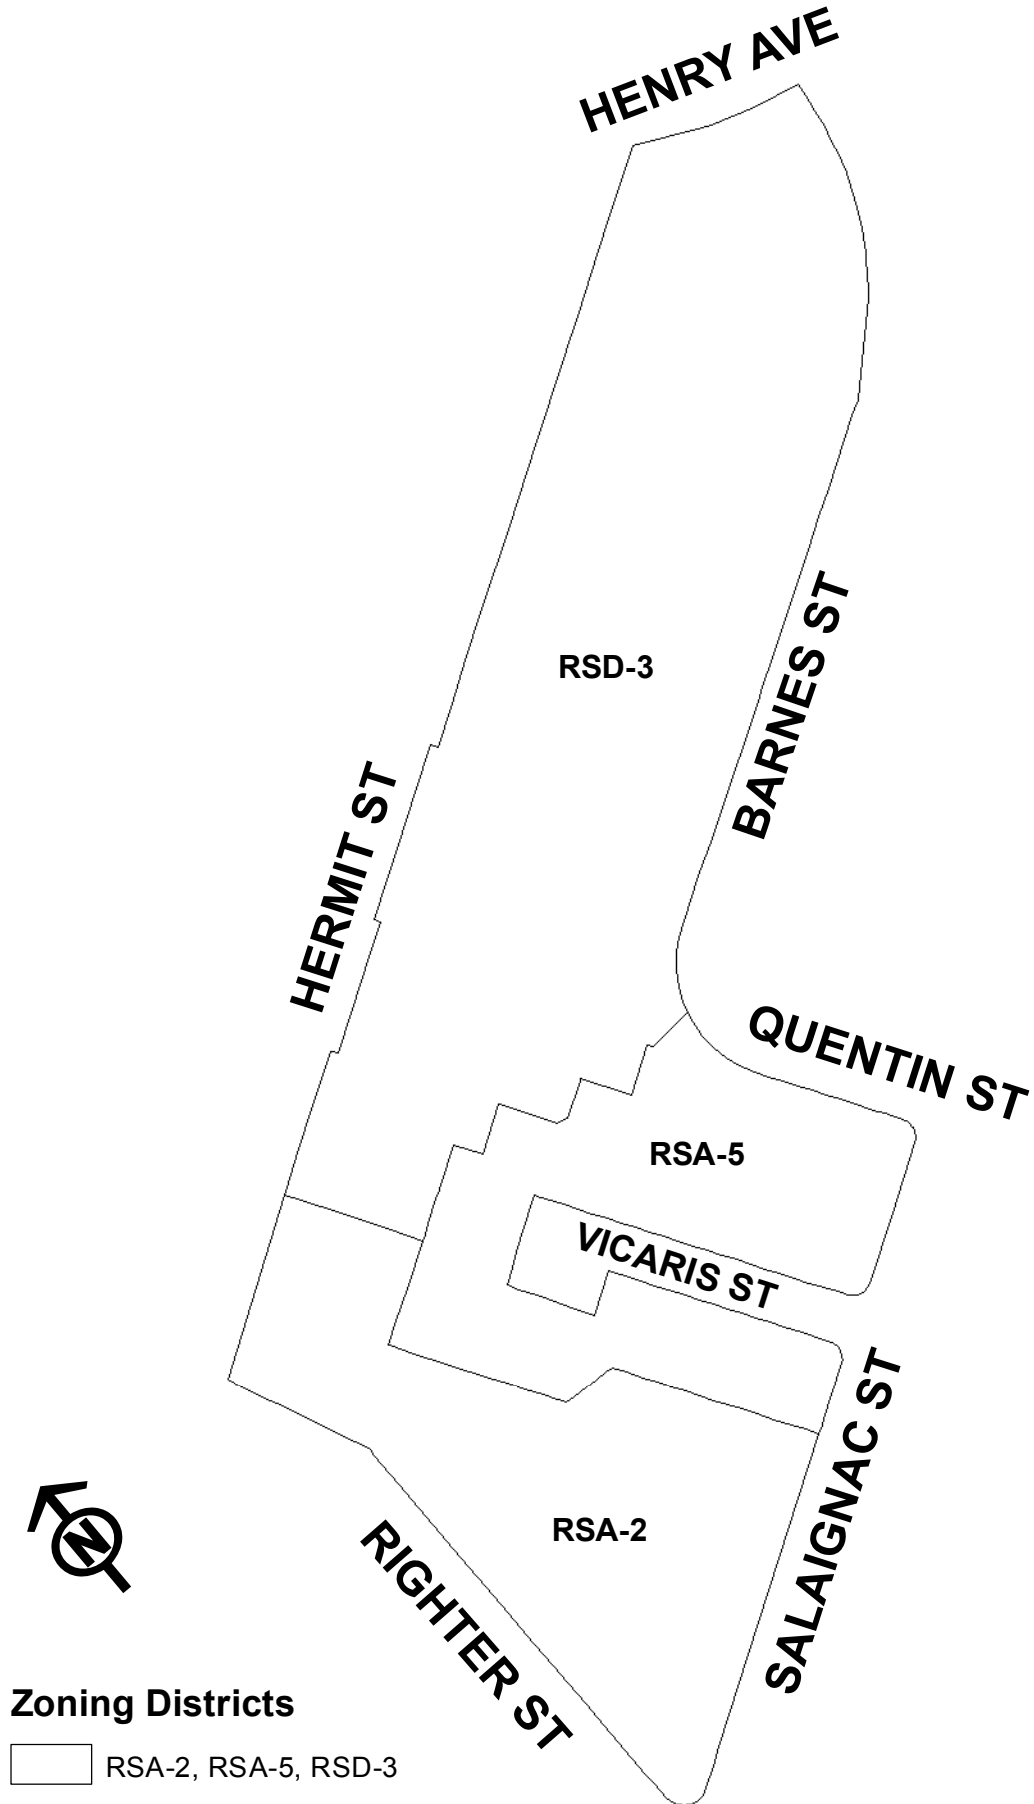 HENRY AVE
RSD-3
BARNES ST
HERMIT ST
QUENTIN ST
RSA-5
VICARIS ST
SALAIGNAC ST
RSA-2
N
RIGHTER ST
Zoning Districts
RSA-2, RSA-5, RSD-3